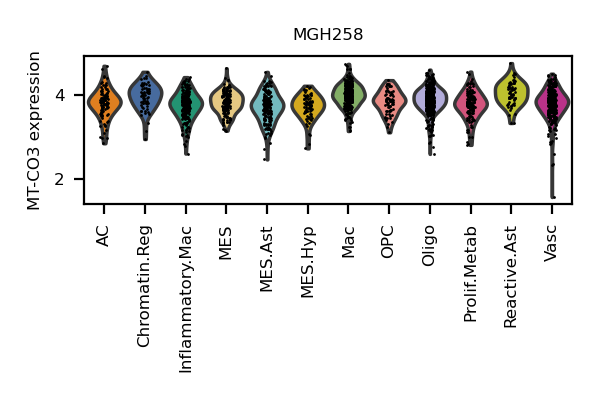 MGH258
MT-CO3 expression
4
2
AC
Chromatin.Reg
Inflammatory.Mac
MES
MES.Ast
MES.Hyp
Mac
OPC
Oligo
Prolif.Metab
Reactive.Ast
Vasc